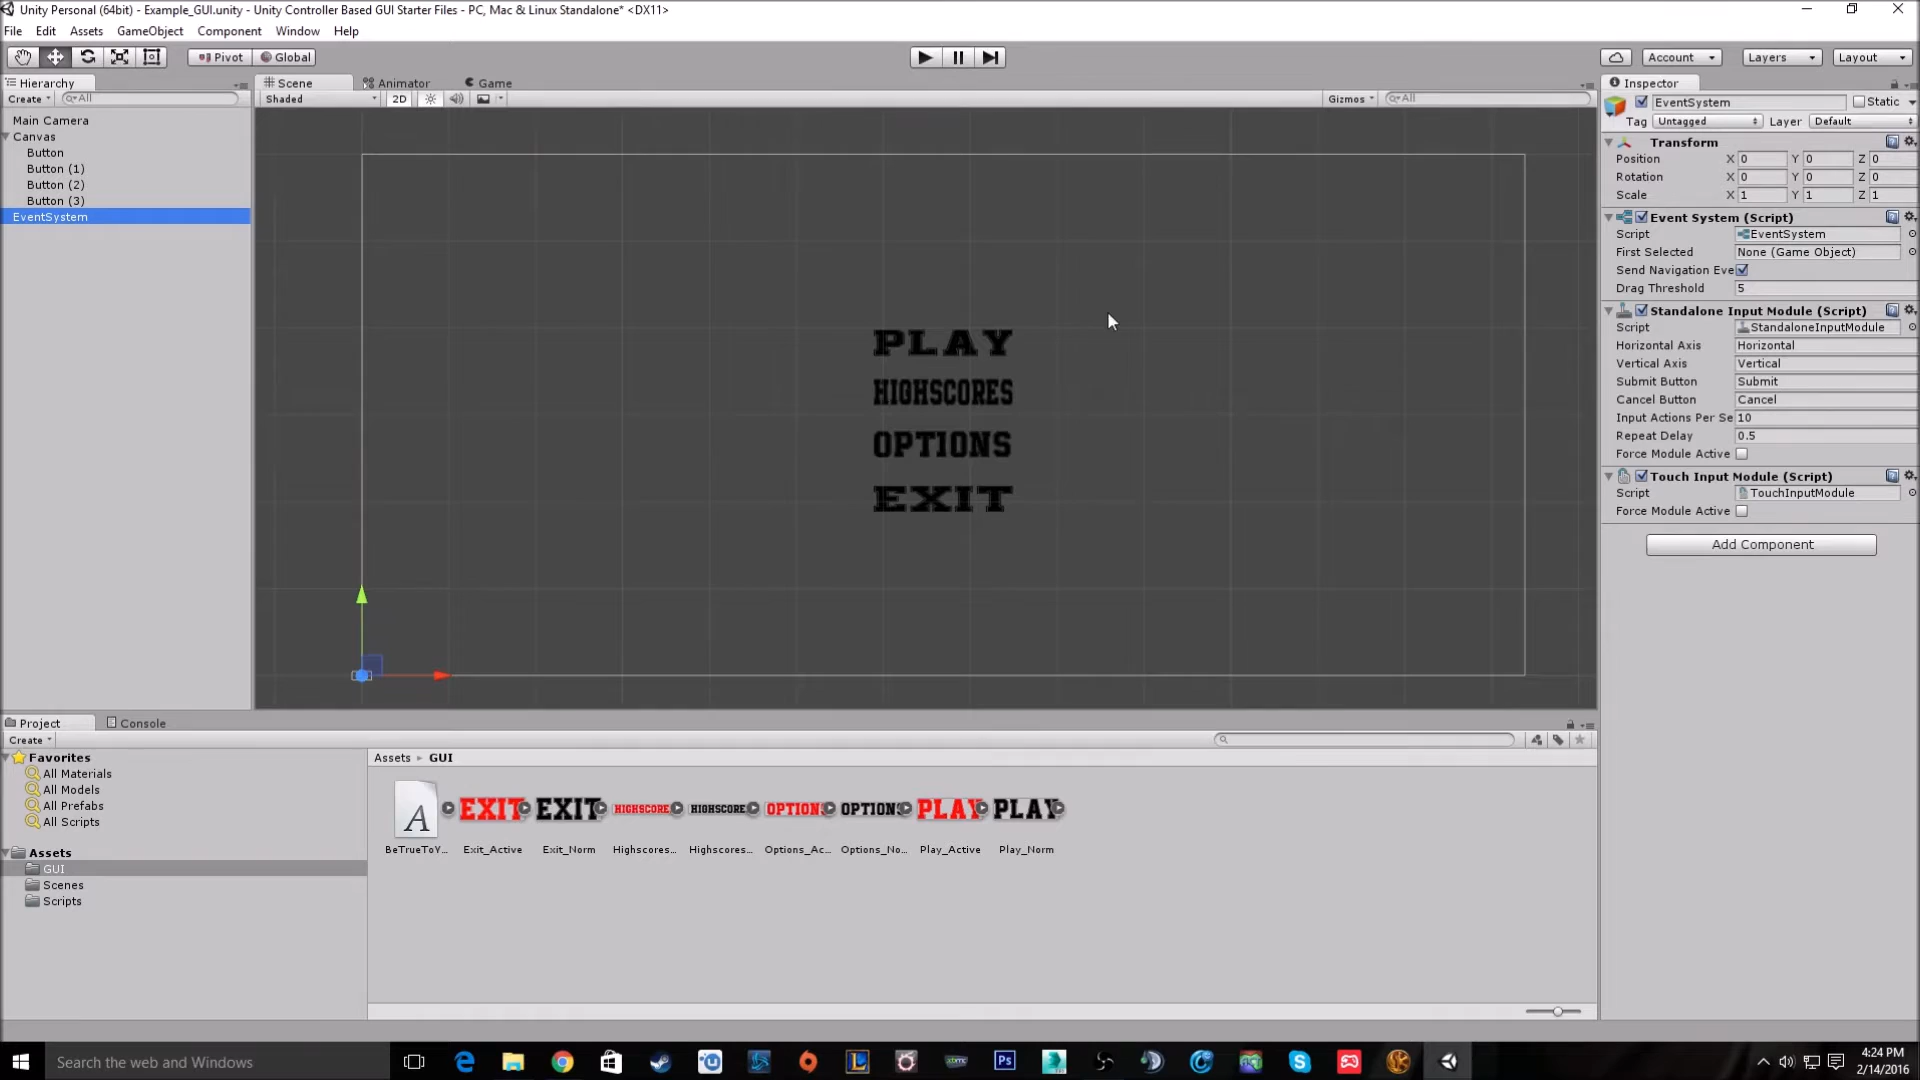 Unity Personal (64bit) - Example_GUI.unity - Unity Controller Based GUI Starter Files - PC, Mac & Linux Standalone* <DX11>
File Edit Assets GameObject Component Window Help
Pivot Global Account Layers Layout
Hierarchy
Create All
Main Camera
Canvas
Button
Button (1)
Button (2)
Button (3)
EventSystem
Scene Animator Game
Shaded 2D Gizmos All
PLAY
HIGHSCORES
OPTIONS
EXIT
Inspector
EventSystem Static
Tag Untagged Layer Default
Transform
Position X 0 Y 0 Z 0
Rotation X 0 Y 0 Z 0
Scale X 1 Y 1 Z 1
Event System (Script)
Script EventSystem
First Selected None (Game Object)
Send Navigation Eve
Drag Threshold 5
Standalone Input Module (Script)
Script StandaloneInputModule
Horizontal Axis Horizontal
Vertical Axis Vertical
Submit Button Submit
Cancel Button Cancel
Input Actions Per Se 10
Repeat Delay 0.5
Force Module Active
Touch Input Module (Script)
Script TouchInputModule
Force Module Active
Add Component
Project Console
Create
Favorites
All Materials
All Models
All Prefabs
All Scripts
Assets
GUI
Scenes
Scripts
Assets GUI
A EXIT EXIT HIGHSCORE HIGHSCORE OPTION OPTION PLAY PLAY
BeTrueToY... Exit_Active Exit_Norm Highscores... Highscores... Options_Ac... Options_No... Play_Active Play_Norm
Search the web and Windows
Ps
4:24 PM
2/14/2016